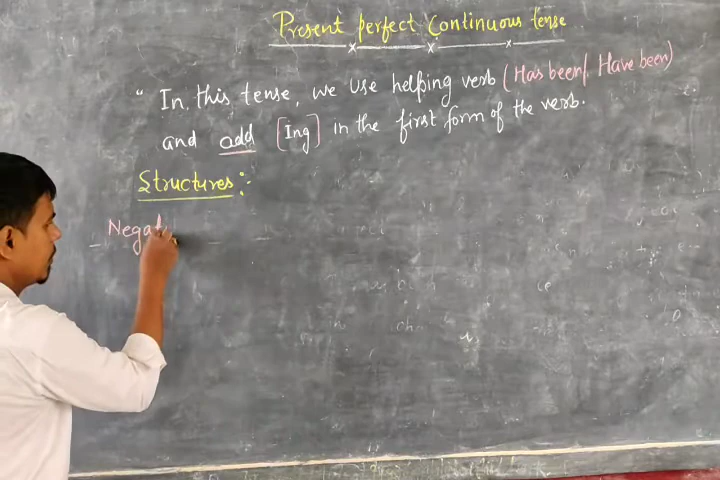 Present perfect Continuous tense
" In this tense, we use helping verb (Has been/ Have been)
and add [Ing] in the first form of the verb.
Structures:-
Negat